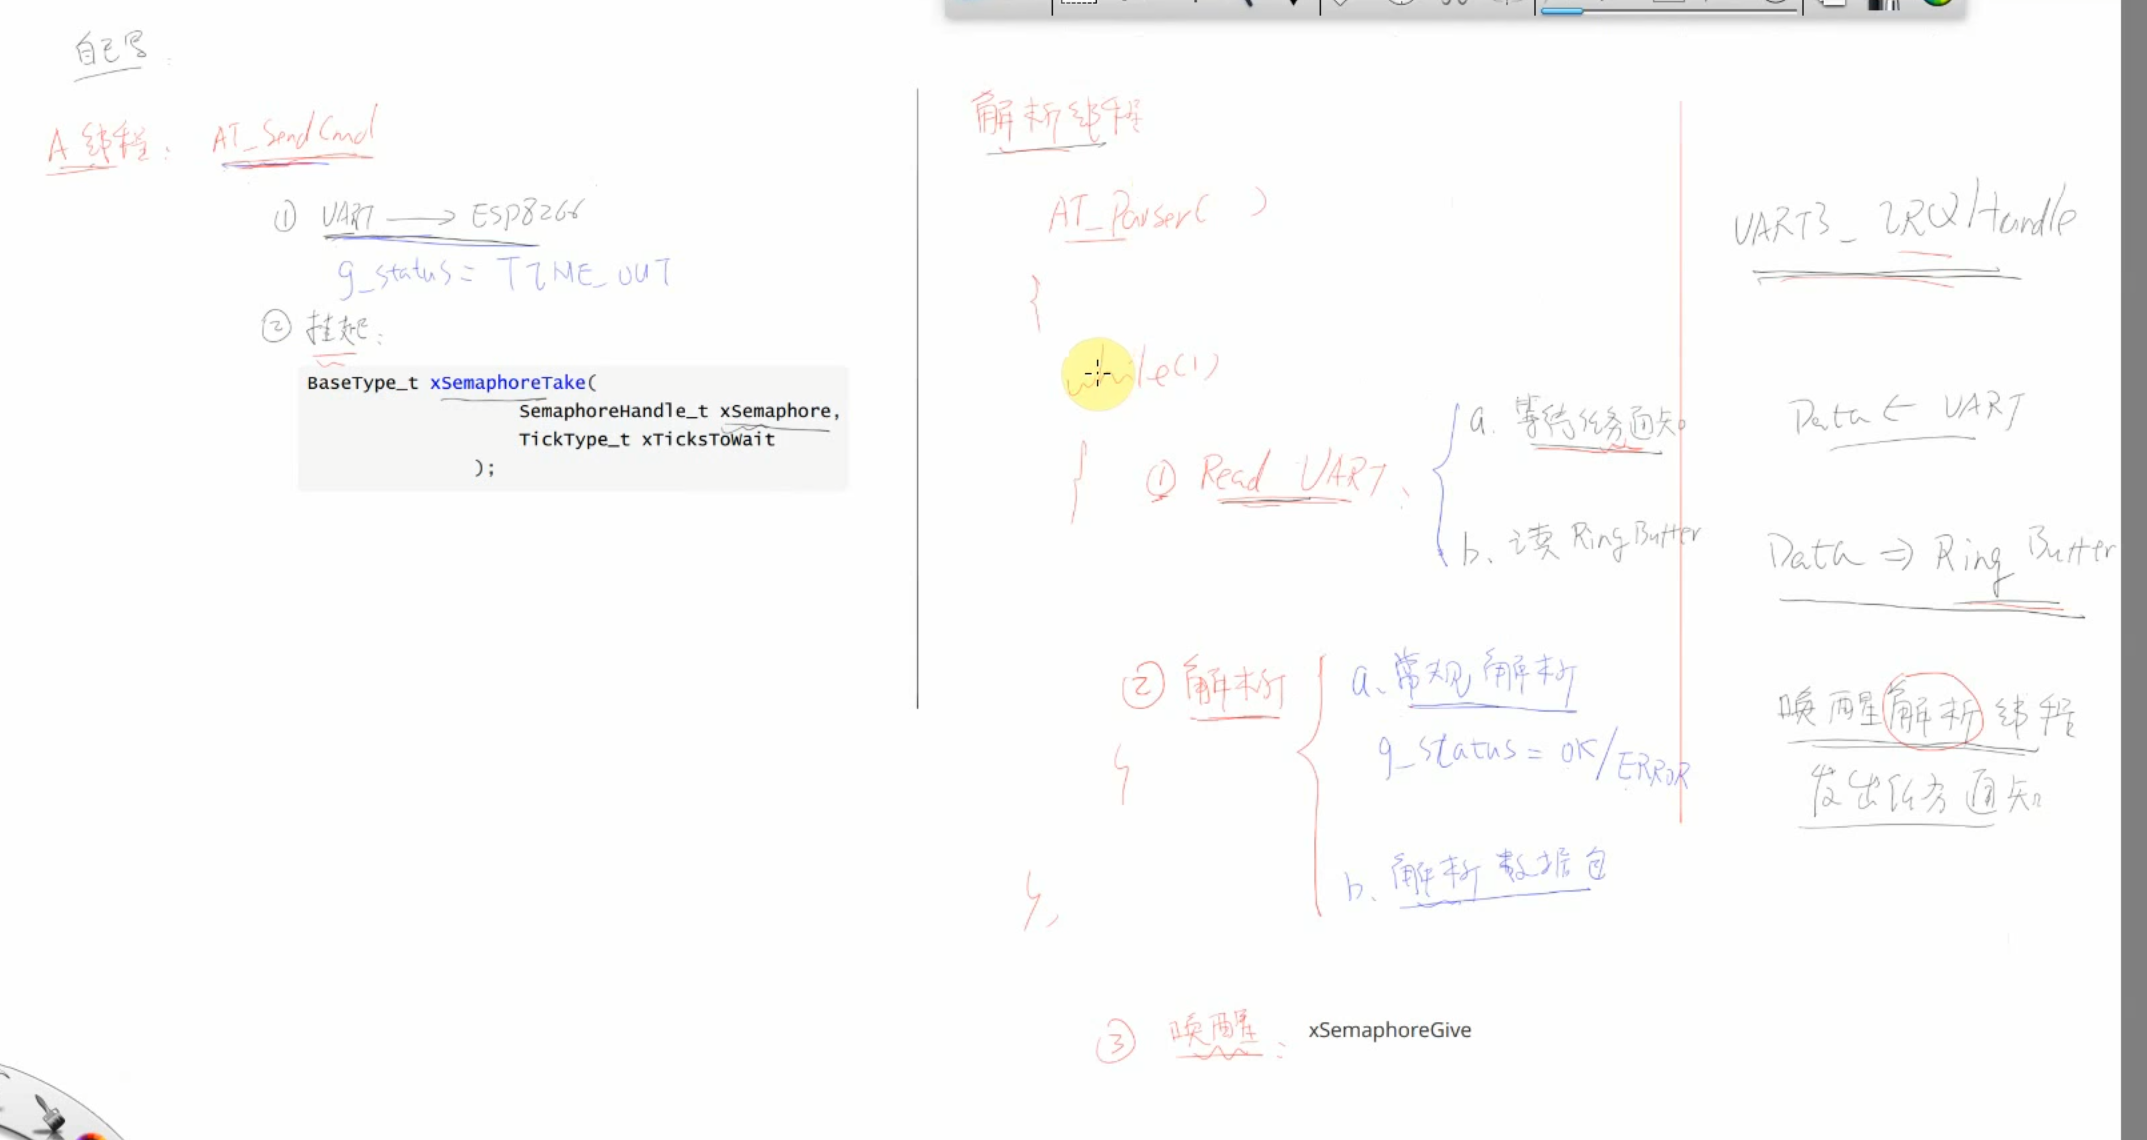 自己写
A 线程: AT_SendCmd
① UART → ESP8266
g_status = TIME_OUT
② 挂起:
BaseType_t xSemaphoreTake(
SemaphoreHandle_t xSemaphore,
TickType_t xTicksToWait
);
解析线程
AT_Parser( )
{
while(1)
{
① Read UART、
a. 等待任务通知
b、读 RingBuffer
② 解析
a、常规解析
g_status = OK/ERROR
b、解析数据包
}
}
③ 唤醒: xSemaphoreGive
UART3_IRQ/Handle
Data ← UART
Data ⇒ Ring Buffer
唤醒解析线程
发出任务通知